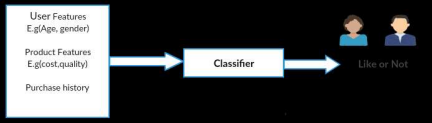 User Features
E.g(Age, gender)
Product Features
E.g(cost,quality)
Purchase history
Classifier
Like or Not